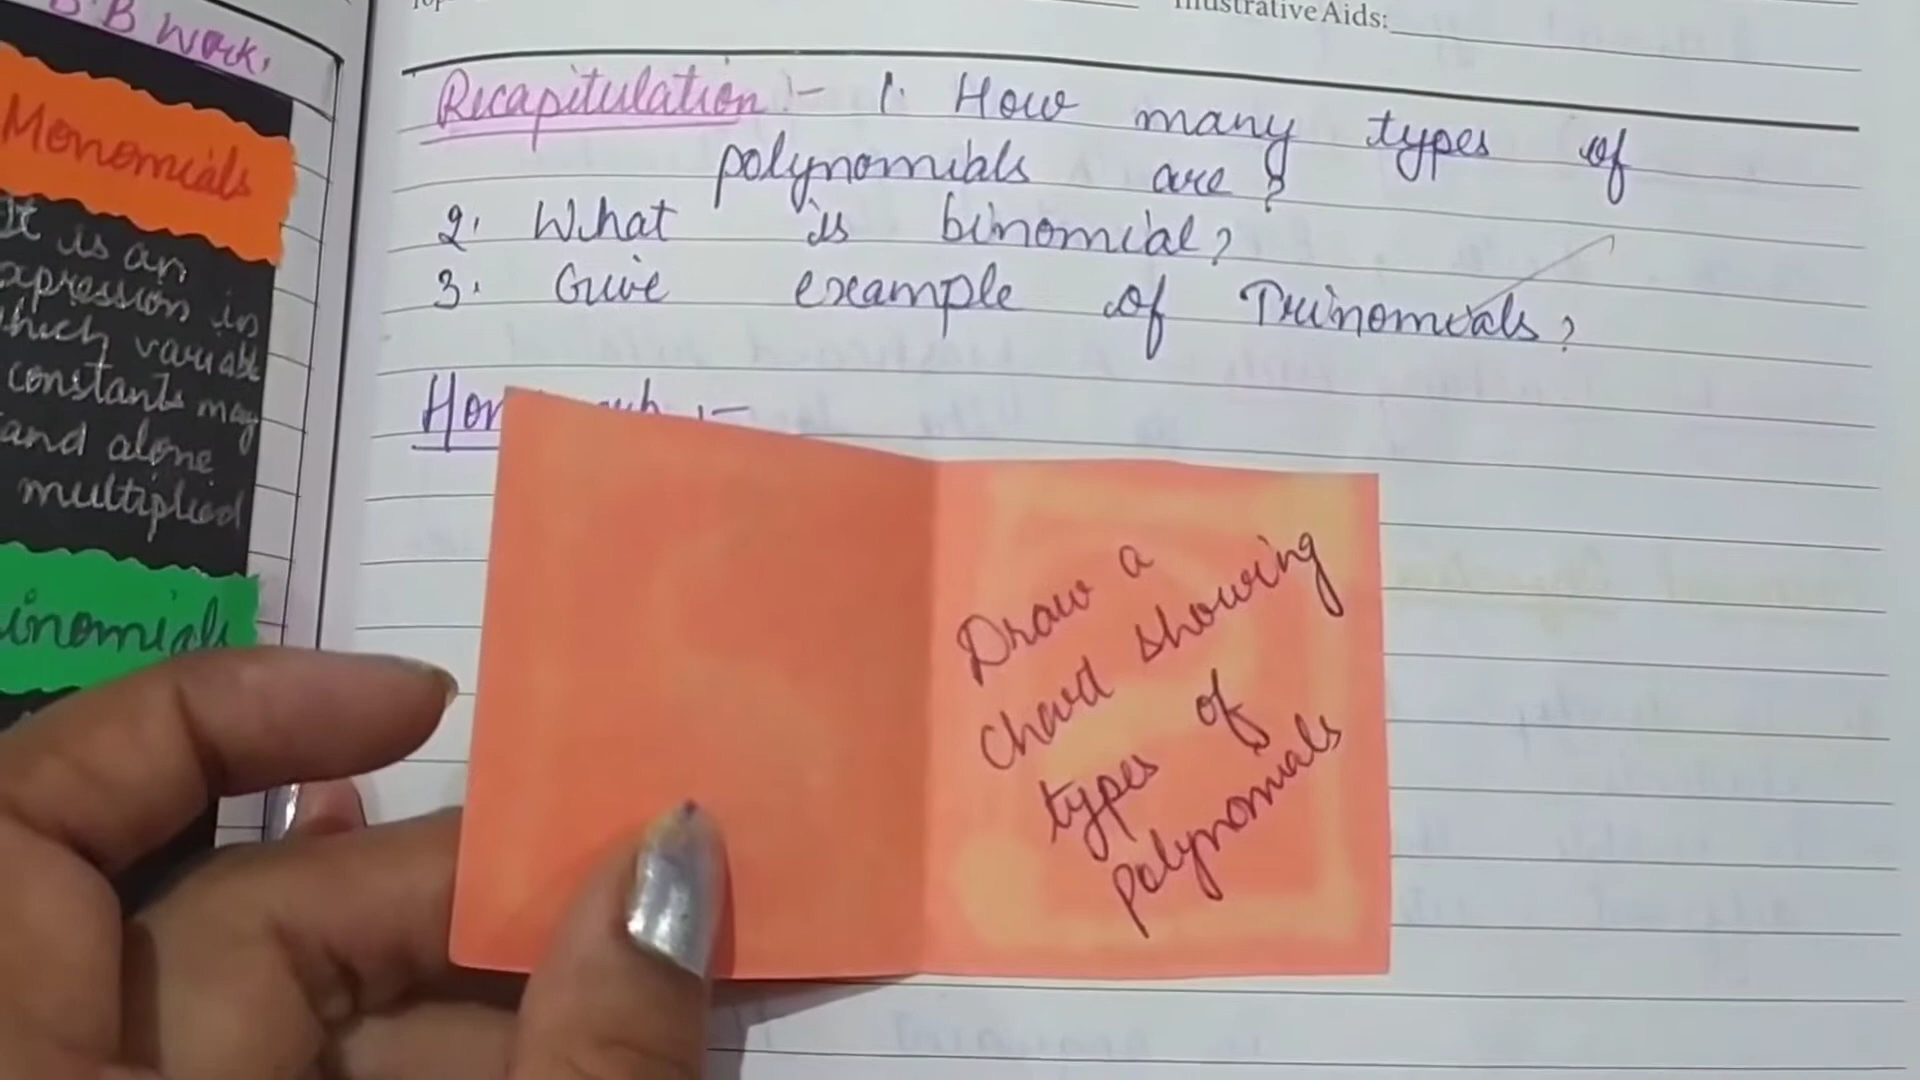 B.B Work.
Monomials
It is an
expression in
which variable
constants may
and alone
multiplied
inomials
Illustrative Aids:
Recapitulation :- 1. How many types of
polynomials are?
2. What is binomial?
3. Give example of Trinomials?
Draw a
chart showing
types of
polynomials